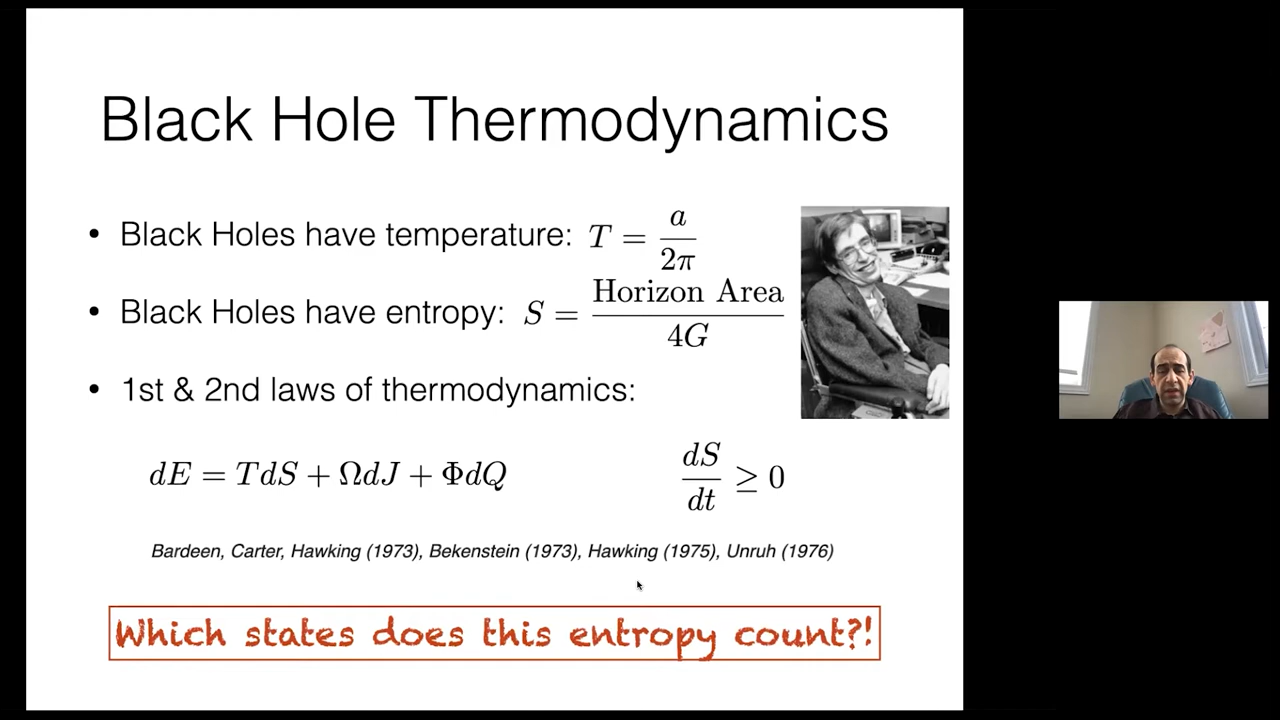 Black Hole Thermodynamics
• Black Holes have temperature: T = a / 2π
• Black Holes have entropy: S = Horizon Area / 4G
• 1st & 2nd laws of thermodynamics:
dE = TdS + ΩdJ + ΦdQ
dS / dt ≥ 0
Bardeen, Carter, Hawking (1973), Bekenstein (1973), Hawking (1975), Unruh (1976)
Which states does this entropy count?!